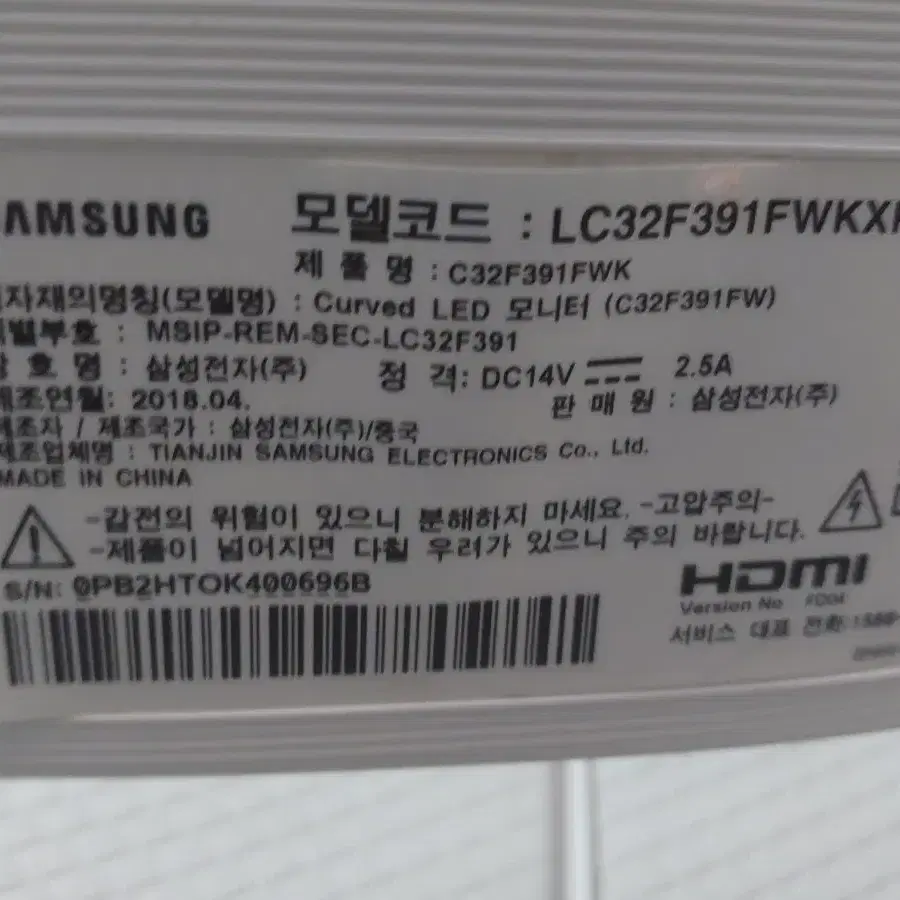 AMSUNG 모델코드 : LC32F391FWKX
제 품 명 : C32F391FWK
자재의명칭(모델명) : Curved LED 모니터 (C32F391FW)
별부호 : MSIP-REM-SEC-LC32F391
호 명 : 삼성전자(주) 정 격: DC14V 2.5A
제조연월: 2018.04. 판 매 원 : 삼성전자(주)
제조자 / 제조국가 : 삼성전자(주)/중국
제조업체명 : TIANJIN SAMSUNG ELECTRONICS Co., Ltd.
MADE IN CHINA
-감전의 위험이 있으니 분해하지 마세요. -고압주의-
-제품이 넘어지면 다칠 우려가 있으니 주의 바랍니다.
S/N: 0PB2HTOK400696B
HDMI
Version No
서비스 대표 전화:1588